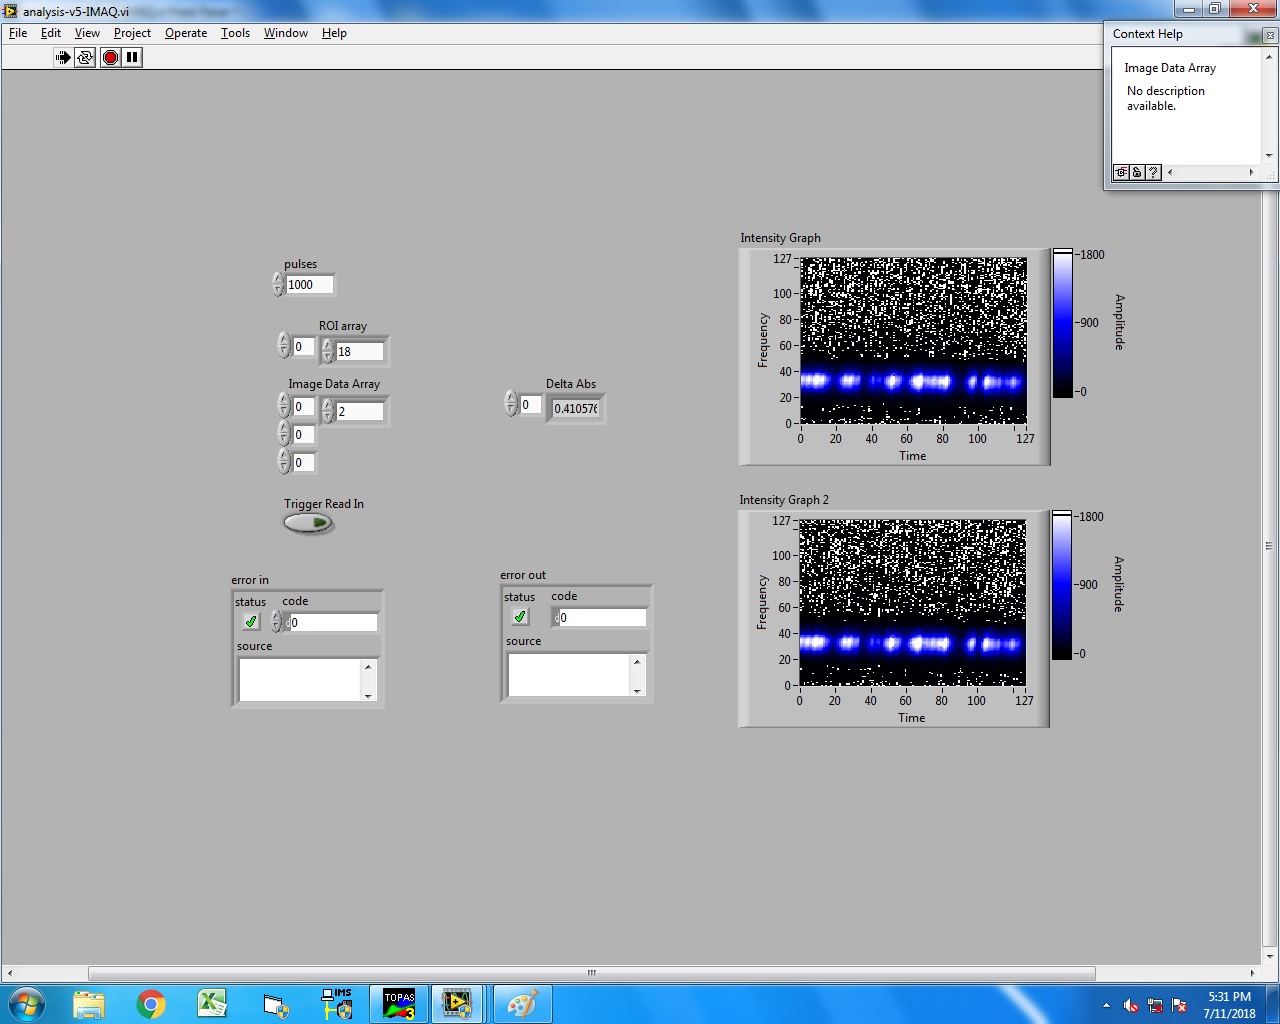 analysis-v5-IMAQ.vi
File Edit View Project Operate Tools Window Help
Context Help
Image Data Array
No description
available.
pulses
1000
ROI array
0 18
Image Data Array
0 2
0
0
Trigger Read In
Delta Abs
0 0.410576
error in
status code
d0
source
error out
status code
d0
source
Intensity Graph
127
100
80
60
40
20
0
Frequency
0 20 40 60 80 100 127
Time
1800
900
0
Amplitude
Intensity Graph 2
127
100
80
60
40
20
0
Frequency
0 20 40 60 80 100 127
Time
1800
900
0
Amplitude
IMS
TOPAS
3
5:31 PM
7/11/2018